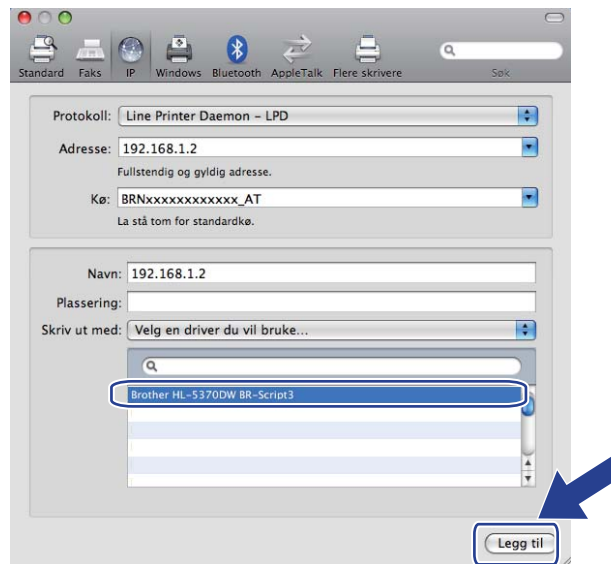 Standard Faks IP Windows Bluetooth AppleTalk Flere skrivere Søk
Protokoll: Line Printer Daemon – LPD
Adresse: 192.168.1.2
Fullstendig og gyldig adresse.
Kø: BRNxxxxxxxxxxxx_AT
La stå tom for standardkø.
Navn: 192.168.1.2
Plassering:
Skriv ut med: Velg en driver du vil bruke...
Brother HL-5370DW BR-Script3
Legg til